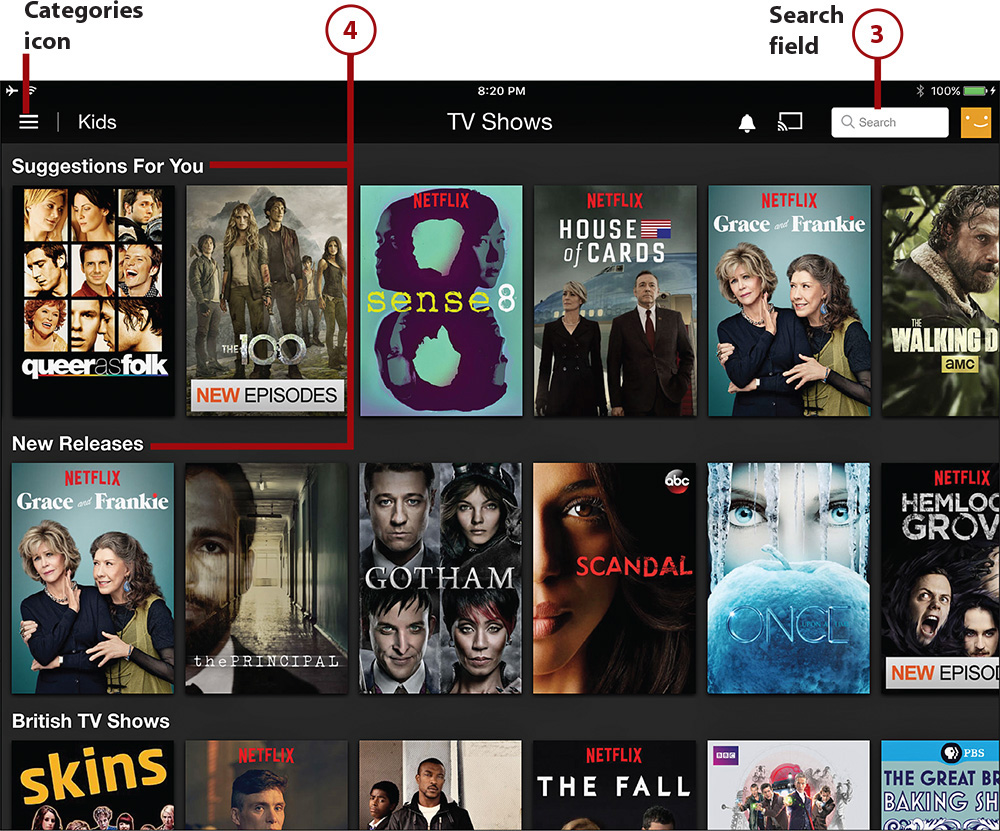 Categories
icon
4
Search
field
3
8:20 PM
100%
Kids
TV Shows
Search
Suggestions For You
queerasfolk
THE 100
NEW EPISODES
NETFLIX
sense8
NETFLIX
HOUSE
of CARDS
NETFLIX
Grace and Frankie
THE
WALKING D
amc
New Releases
NETFLIX
Grace and Frankie
thePRINCIPAL
GOTHAM
abc
SCANDAL
ONCE
UPON A TIME
NETFLIX
HEMLOC
GROV
NEW EPISOD
British TV Shows
skins
NETFLIX
NETFLIX
THE FALL
BBC
PBS
THE GREAT BR
BAKING SH